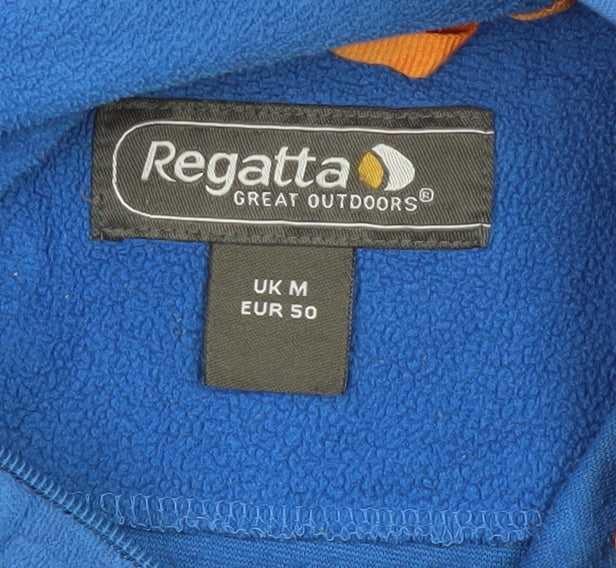 Regatta
GREAT OUTDOORS®
UK M
EUR 50